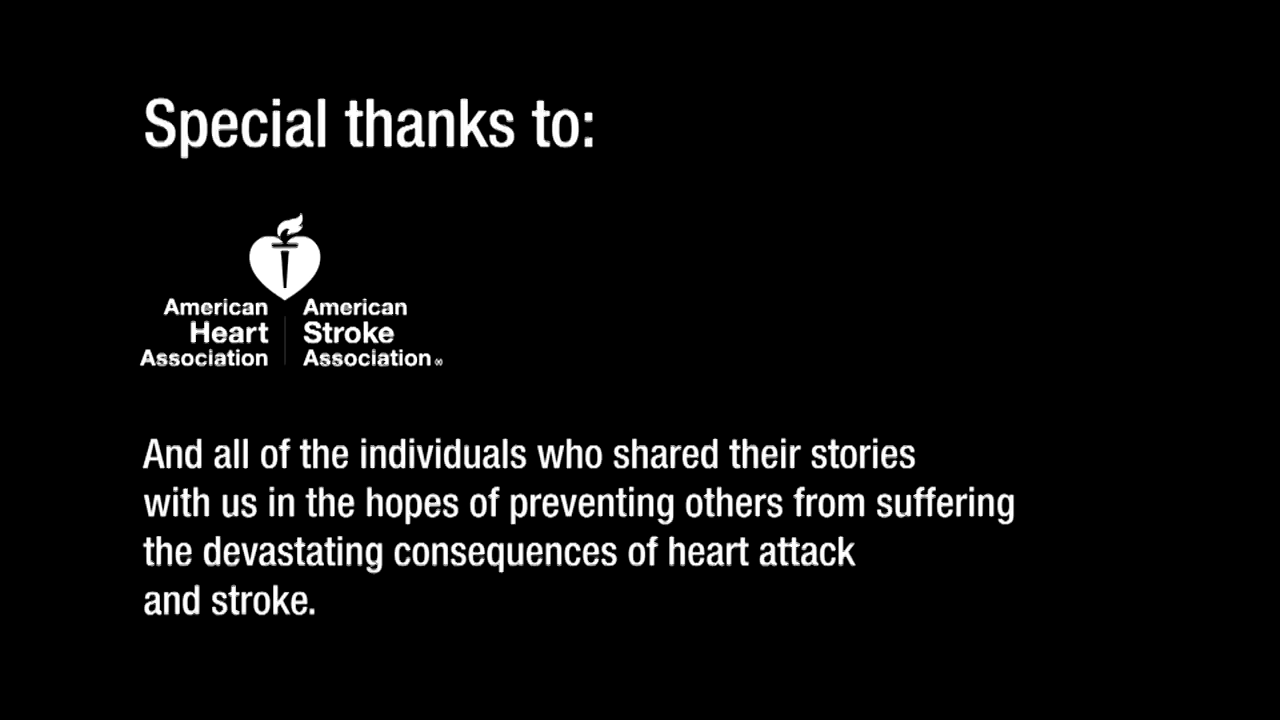 Special thanks to:
American American
Heart Stroke
Association Association®
And all of the individuals who shared their stories
with us in the hopes of preventing others from suffering
the devastating consequences of heart attack
and stroke.